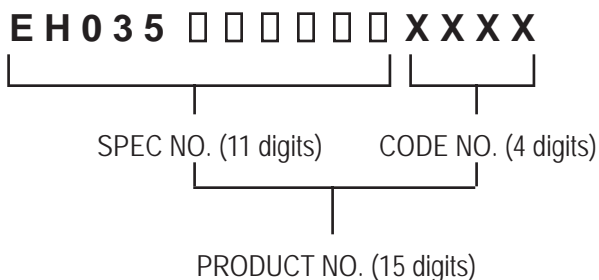 EH035 ▯▯▯▯▯▯ XXXX
SPEC NO. (11 digits) CODE NO. (4 digits)
PRODUCT NO. (15 digits)